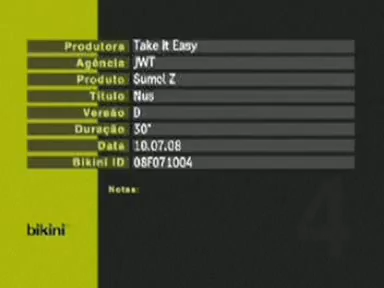 Produtora Take It Easy
Agência JWT
Produto Sumol Z
Título Nus
Versão D
Duração 30"
Data 10.07.08
Bikini ID 08F071004
Notas:
bikini
4